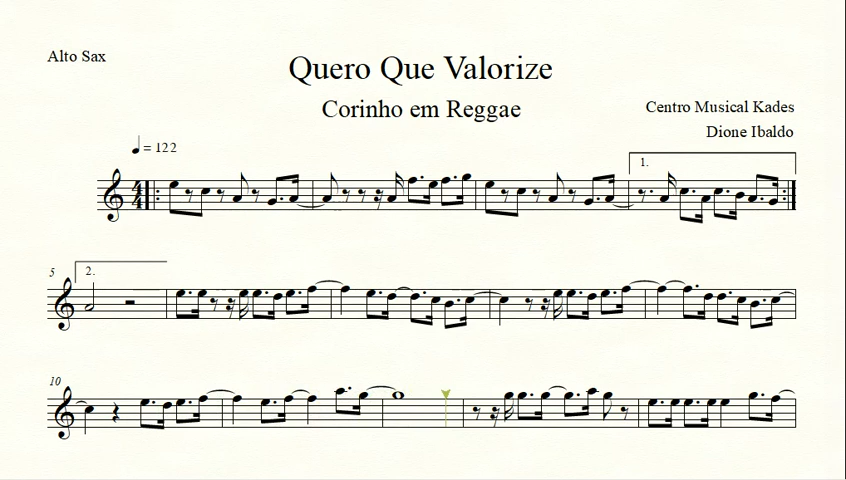 Alto Sax
Quero Que Valorize
Corinho em Reggae
Centro Musical Kades
Dione Ibaldo
= 122
1.
5
2.
10